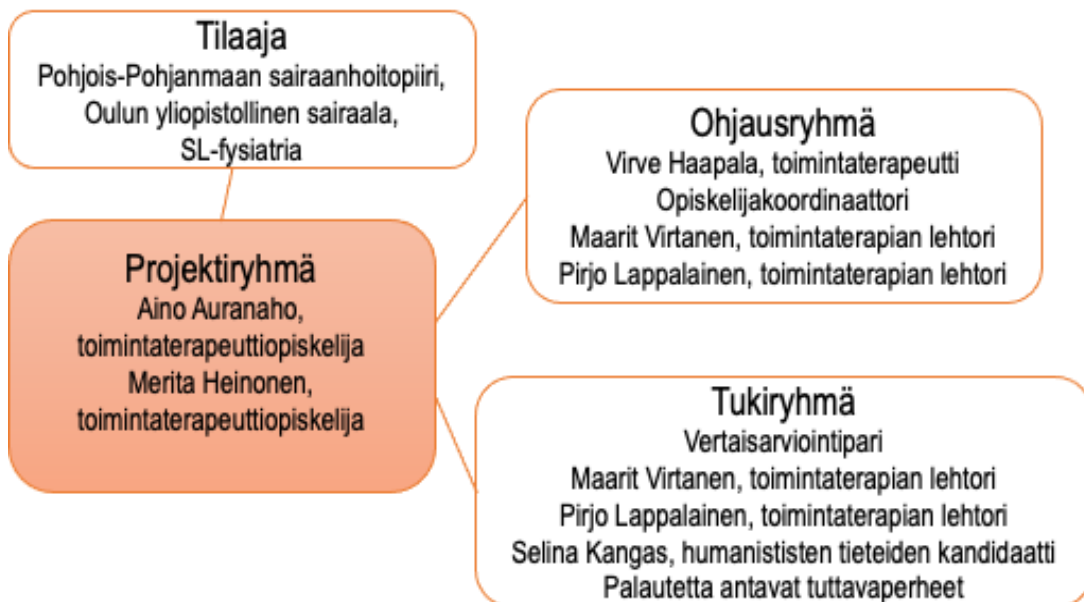 Tilaaja
Pohjois-Pohjanmaan sairaanhoitopiiri,
Oulun yliopistollinen sairaala,
SL-fysiatria
Projektiryhmä
Aino Auranaho,
toimintaterapeuttiopiskelija
Merita Heinonen,
toimintaterapeuttiopiskelija
Ohjausryhmä
Virve Haapala, toimintaterapeutti
Opiskelijakoordinaattori
Maarit Virtanen, toimintaterapian lehtori
Pirjo Lappalainen, toimintaterapian lehtori
Tukiryhmä
Vertaisarviointipari
Maarit Virtanen, toimintaterapian lehtori
Pirjo Lappalainen, toimintaterapian lehtori
Selina Kangas, humanististen tieteiden kandidaatti
Palautetta antavat tuttavaperheet